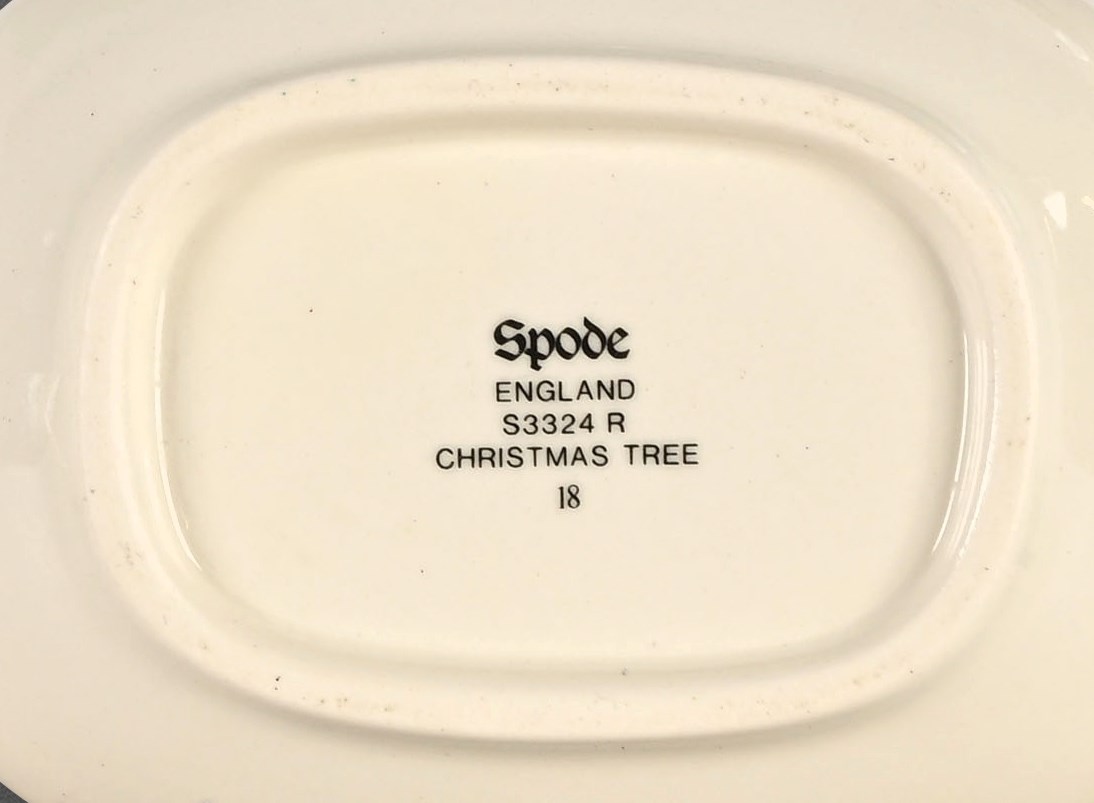 Spode
ENGLAND
S3324 R
CHRISTMAS TREE
18